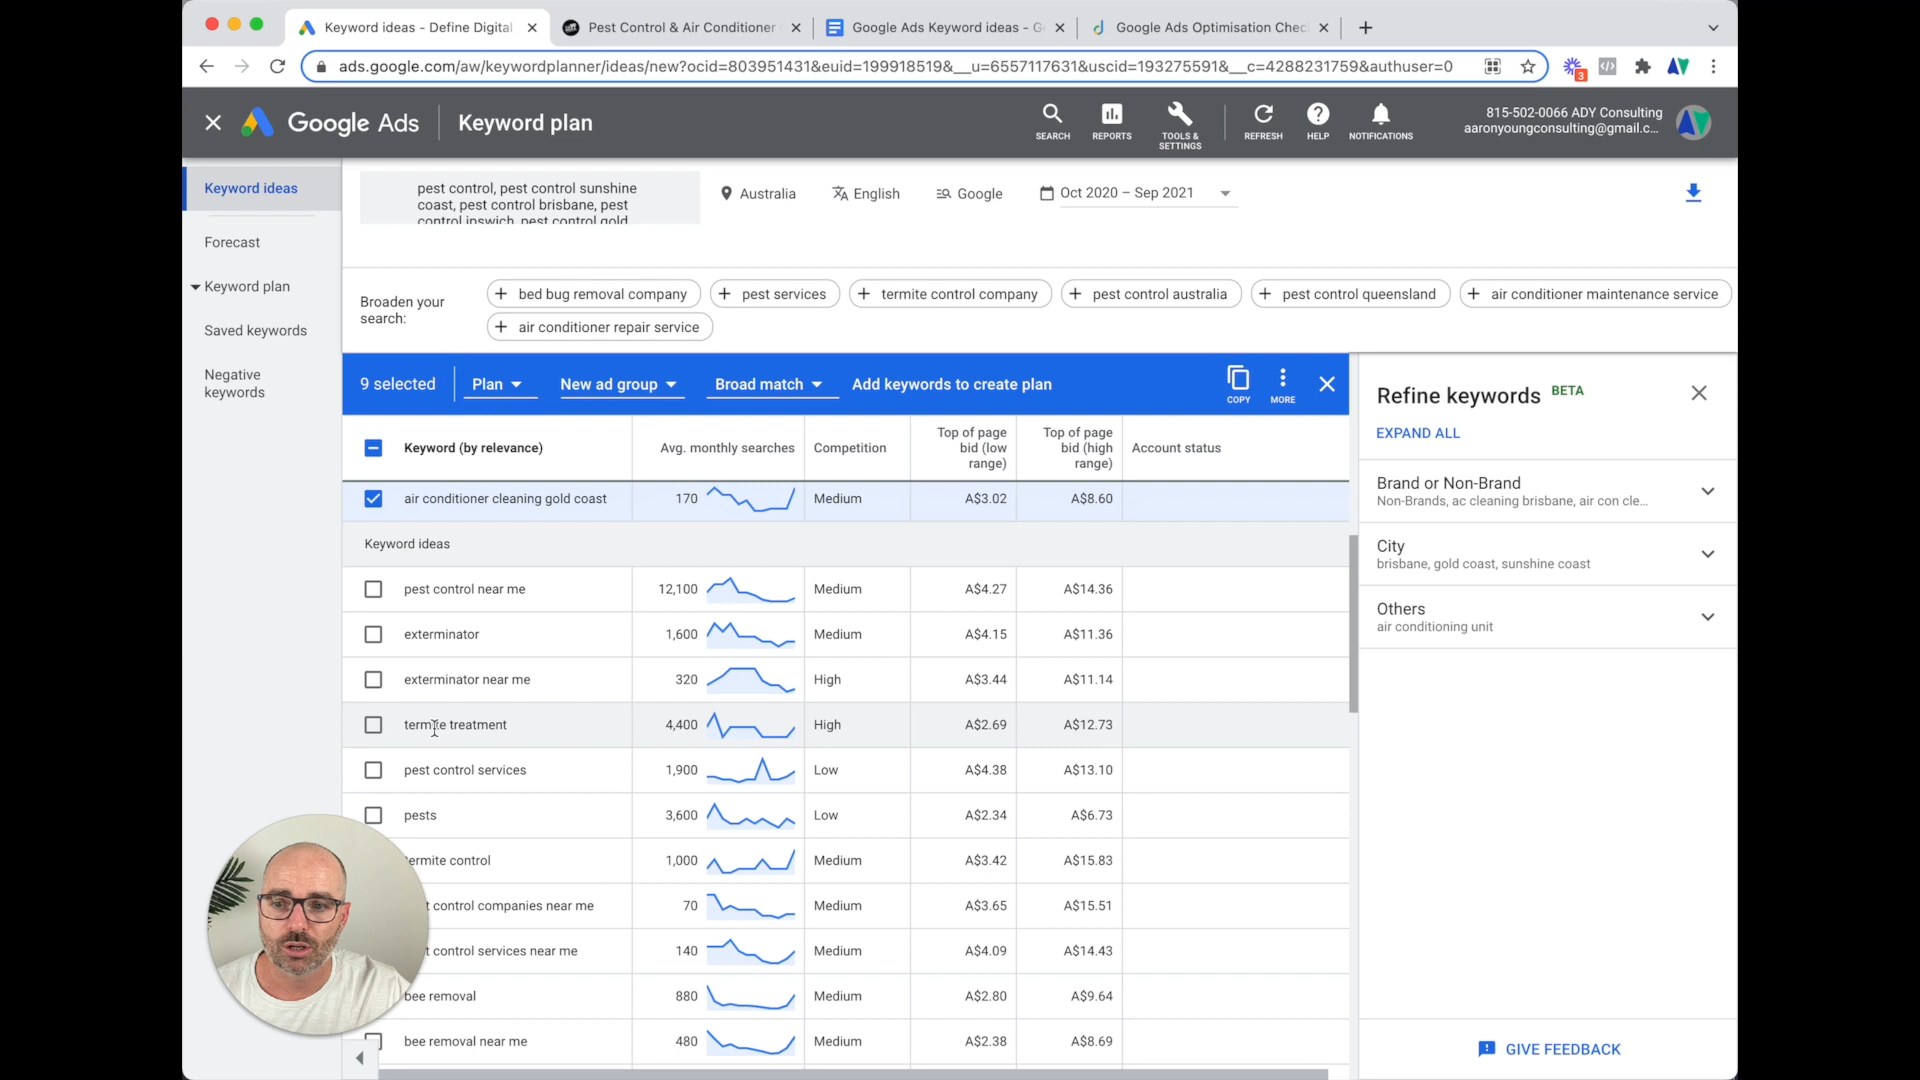 Keyword ideas - Define Digital
Pest Control & Air Conditioner
Google Ads Keyword ideas - G
Google Ads Optimisation Chec
ads.google.com/aw/keywordplanner/ideas/new?ocid=803951431&euid=199918519&__u=6557117631&uscid=193275591&__c=4288231759&authuser=0
3
Google Ads
Keyword plan
SEARCH
REPORTS
TOOLS &
SETTINGS
REFRESH
HELP
NOTIFICATIONS
815-502-0066 ADY Consulting
aaronyoungconsulting@gmail.c...
Keyword ideas
Forecast
Keyword plan
Saved keywords
Negative
keywords
pest control, pest control sunshine
coast, pest control brisbane, pest
control ipswich, pest control gold
Australia
English
Google
Oct 2020 – Sep 2021
Broaden your
search:
bed bug removal company
pest services
termite control company
pest control australia
pest control queensland
air conditioner maintenance service
air conditioner repair service
9 selected
Plan
New ad group
Broad match
Add keywords to create plan
COPY
MORE
Keyword (by relevance)
Avg. monthly searches
Competition
Top of page
bid (low
range)
Top of page
bid (high
range)
Account status
air conditioner cleaning gold coast 170 Medium A$3.02 A$8.60
Keyword ideas
pest control near me 12,100 Medium A$4.27 A$14.36
exterminator 1,600 Medium A$4.15 A$11.36
exterminator near me 320 High A$3.44 A$11.14
termite treatment 4,400 High A$2.69 A$12.73
pest control services 1,900 Low A$4.38 A$13.10
pests 3,600 Low A$2.34 A$6.73
ermite control 1,000 Medium A$3.42 A$15.83
t control companies near me 70 Medium A$3.65 A$15.51
t control services near me 140 Medium A$4.09 A$14.43
bee removal 880 Medium A$2.80 A$9.64
bee removal near me 480 Medium A$2.38 A$8.69
Refine keywords BETA
EXPAND ALL
Brand or Non-Brand
Non-Brands, ac cleaning brisbane, air con cle...
City
brisbane, gold coast, sunshine coast
Others
air conditioning unit
GIVE FEEDBACK